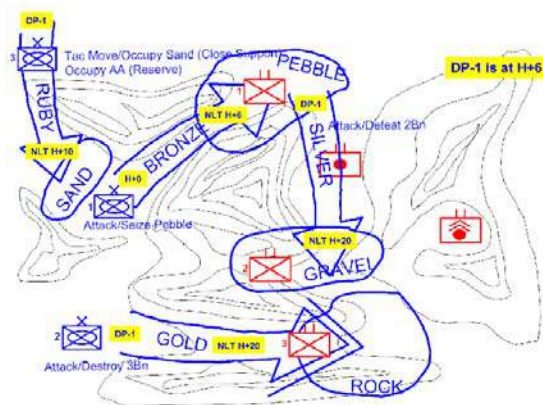 DP-1
3
Tac Move/Occupy Sand (Close Support)
Occupy AA (Reserve)
RUBY
NLT H+10
SAND
PEBBLE
1
DP-1
NLT H+6
BRONZE
H+0
1
Attack/Seize Pebble
SILVER
Attack/Defeat 2Bn
DP-1 is at H+6
NLT H+20
2
GRAVEL
2
DP-1
GOLD
NLT H+20
3
Attack/Destroy 3Bn
ROCK